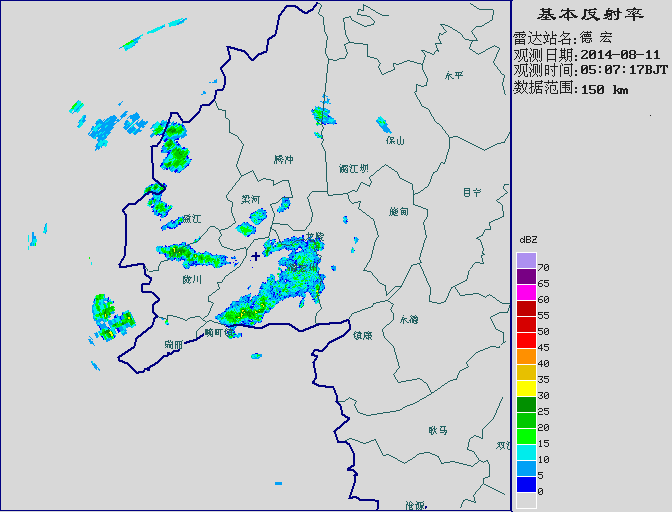 基本反射率
雷达站名:德 宏
观测日期:2014-08-11
观测时间:05:07:17BJT
数据范围:150 km
永平
保山
腾冲
潞江坝
昌宁
梁河
施甸
盈江
龙陵
陇川
永德
镇康
畹町镇
瑞丽
耿马
双江
沧源
dBZ
70
65
60
55
50
45
40
35
30
25
20
15
10
5
0